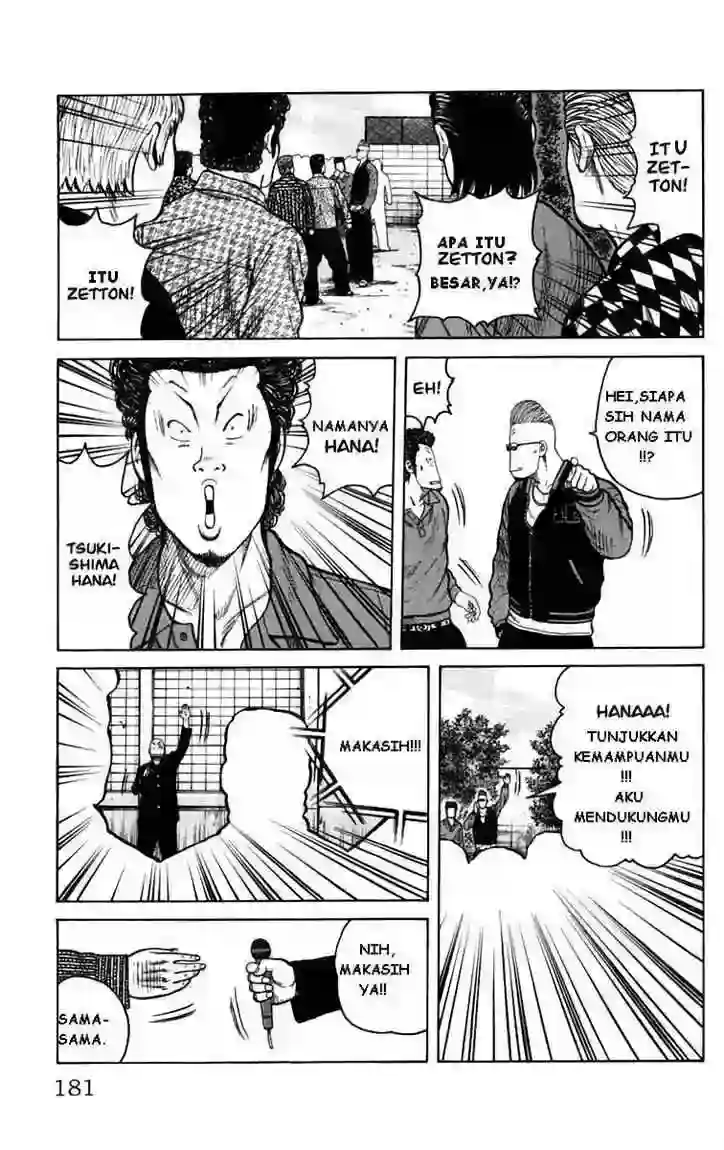 ITU
ZET-
TON!
APA ITU
ZETTON?
BESAR,YA!?
ITU
ZETTON!
HEI,SIAPA
SIH NAMA
ORANG ITU
!!?
EH!
NAMANYA
HANA!
TSUKI-
SHIMA
HANA!
HANAAA!
TUNJUKKAN
KEMAMPUANMU
!!!
AKU
MENDUKUNGMU
!!!
MAKASIH!!!
NIH,
MAKASIH
YA!!
SAMA-
SAMA.
181